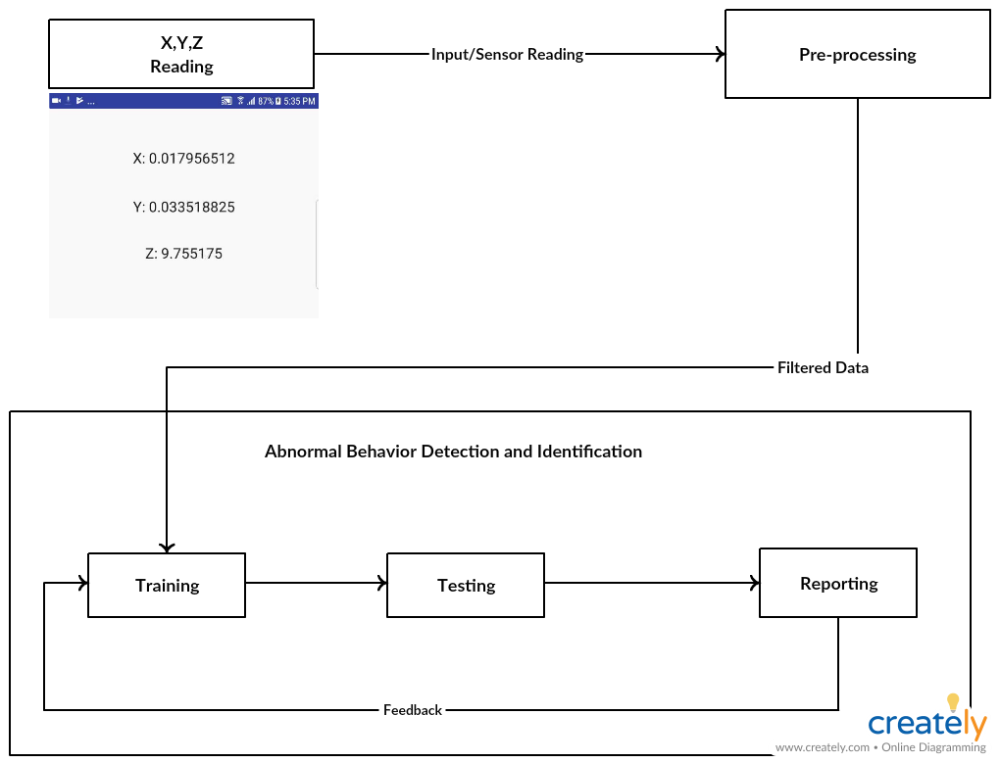 X,Y,Z
Reading
Input/Sensor Reading
Pre-processing
... 87% 5:35 PM
X: 0.017956512
Y: 0.033518825
Z: 9.755175
Filtered Data
Abnormal Behavior Detection and Identification
Training
Testing
Reporting
Feedback
creately
www.creately.com • Online Diagramming